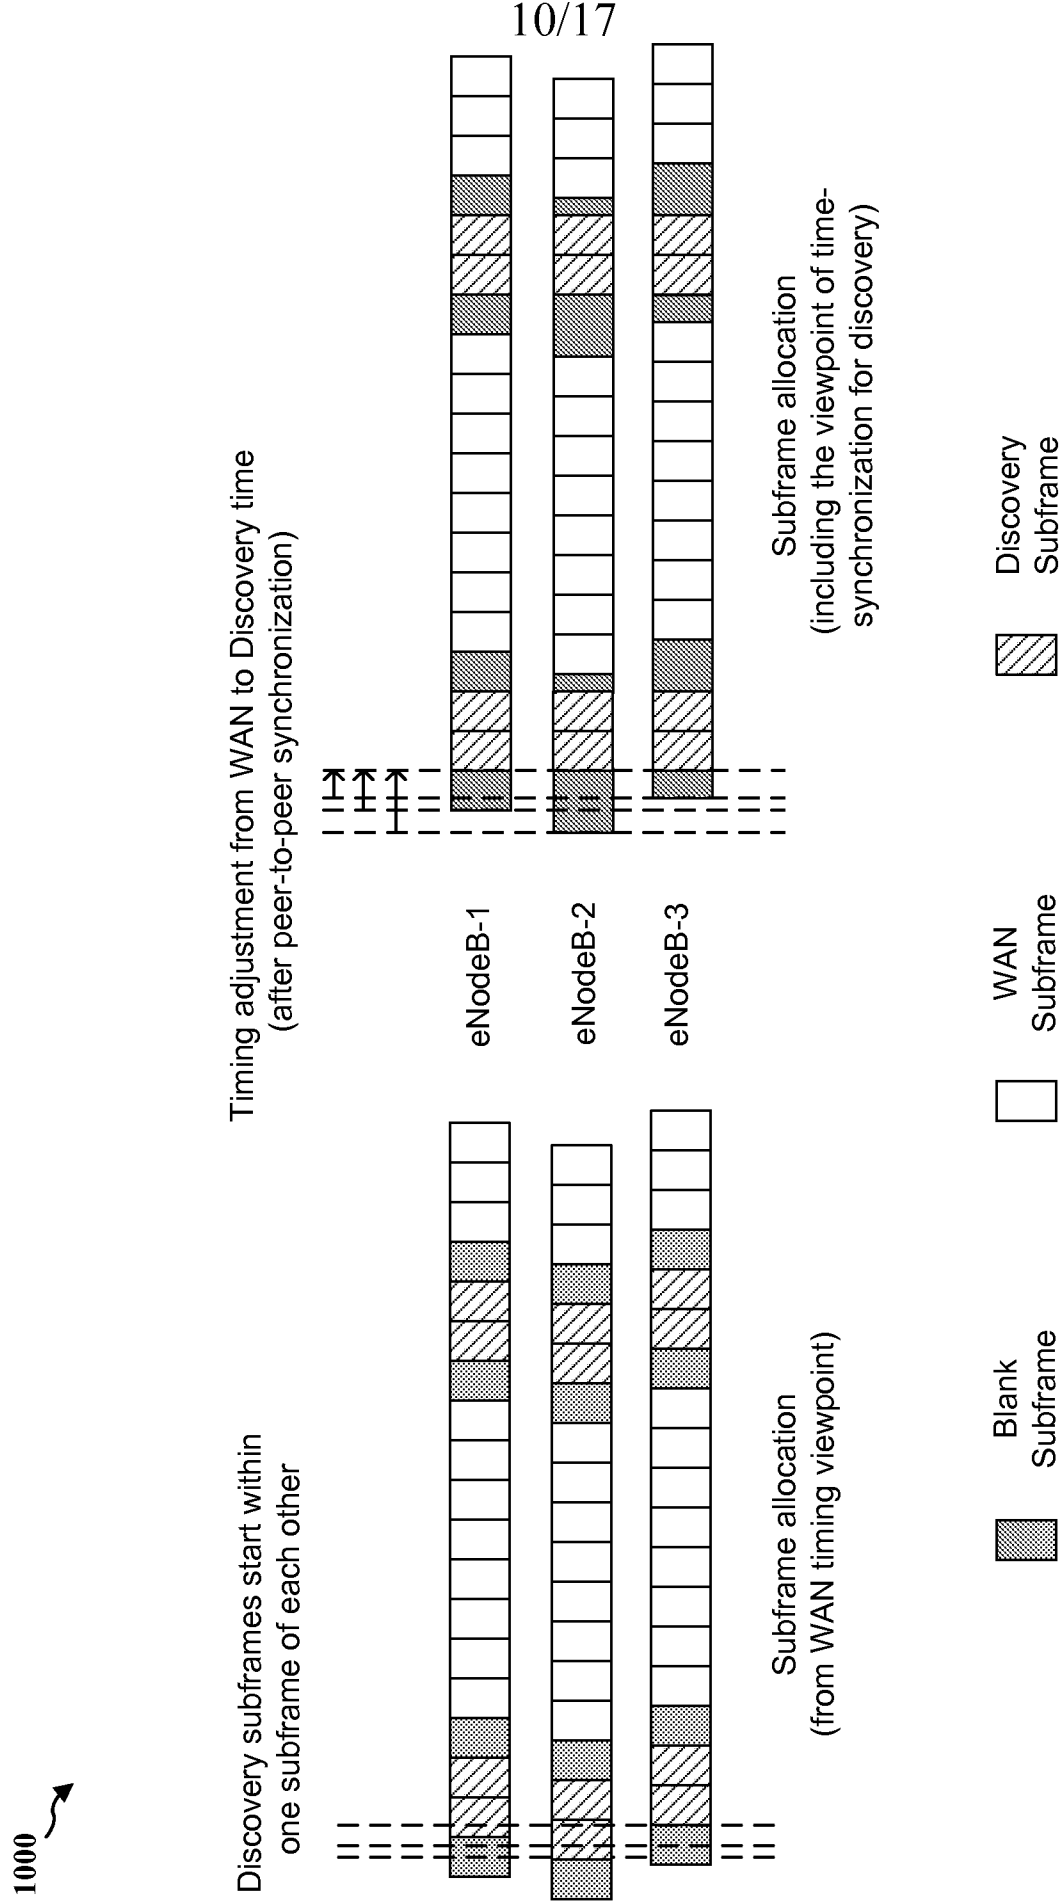 10/17
1000
Discovery subframes start within
one subframe of each other
Timing adjustment from WAN to Discovery time
(after peer-to-peer synchronization)
eNodeB-1
eNodeB-2
eNodeB-3
Subframe allocation
(from WAN timing viewpoint)
Subframe allocation
(including the viewpoint of time-
synchronization for discovery)
Blank
Subframe
WAN
Subframe
Discovery
Subframe